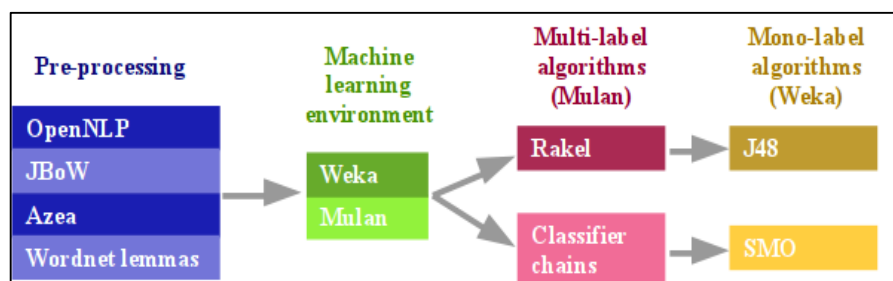 Pre-processing
OpenNLP
JBoW
Azea
Wordnet lemmas
Machine
learning
environment
Weka
Mulan
Multi-label
algorithms
(Mulan)
Rakel
Classifier
chains
Mono-label
algorithms
(Weka)
J48
SMO